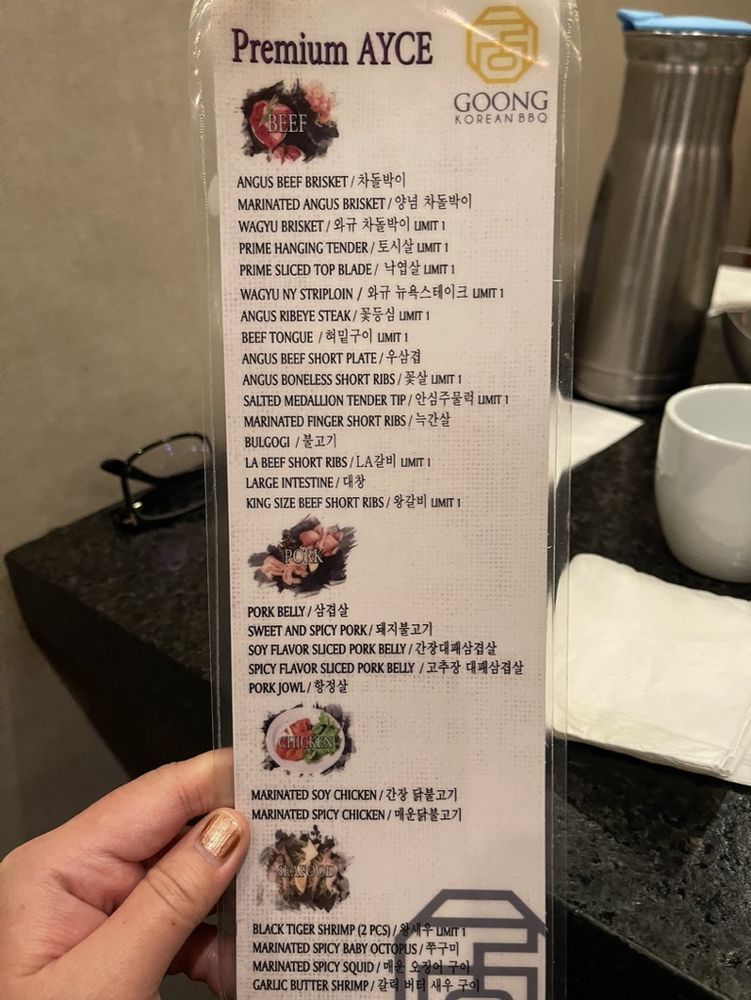 Premium AYCE
GOONG
KOREAN BBQ
BEEF
ANGUS BEEF BRISKET / 차돌박이
MARINATED ANGUS BRISKET / 양념 차돌박이
WAGYU BRISKET / 와규 차돌박이 LIMIT 1
PRIME HANGING TENDER / 토시살 LIMIT 1
PRIME SLICED TOP BLADE / 낙엽살 LIMIT 1
WAGYU NY STRIPLOIN / 와규 뉴욕스테이크 LIMIT 1
ANGUS RIBEYE STEAK / 꽃등심 LIMIT 1
BEEF TONGUE / 혀밑구이 LIMIT 1
ANGUS BEEF SHORT PLATE / 우삼겹
ANGUS BONELESS SHORT RIBS / 꽃살 LIMIT 1
SALTED MEDALLION TENDER TIP / 안심주물럭 LIMIT 1
MARINATED FINGER SHORT RIBS / 늑간살
BULGOGI / 불고기
LA BEEF SHORT RIBS / LA갈비 LIMIT 1
LARGE INTESTINE / 대창
KING SIZE BEEF SHORT RIBS / 왕갈비 LIMIT 1
PORK
PORK BELLY / 삼겹살
SWEET AND SPICY PORK / 돼지불고기
SOY FLAVOR SLICED PORK BELLY / 간장대패삼겹살
SPICY FLAVOR SLICED PORK BELLY / 고추장 대패삼겹살
PORK JOWL / 항정살
CHICKEN
MARINATED SOY CHICKEN / 간장 닭불고기
MARINATED SPICY CHICKEN / 매운닭불고기
SEAFOOD
BLACK TIGER SHRIMP (2 PCS) / 왕새우 LIMIT 1
MARINATED SPICY BABY OCTOPUS / 쭈구미
MARINATED SPICY SQUID / 매운 오징어 구이
GARLIC BUTTER SHRIMP / 갈릭 버터 새우 구이